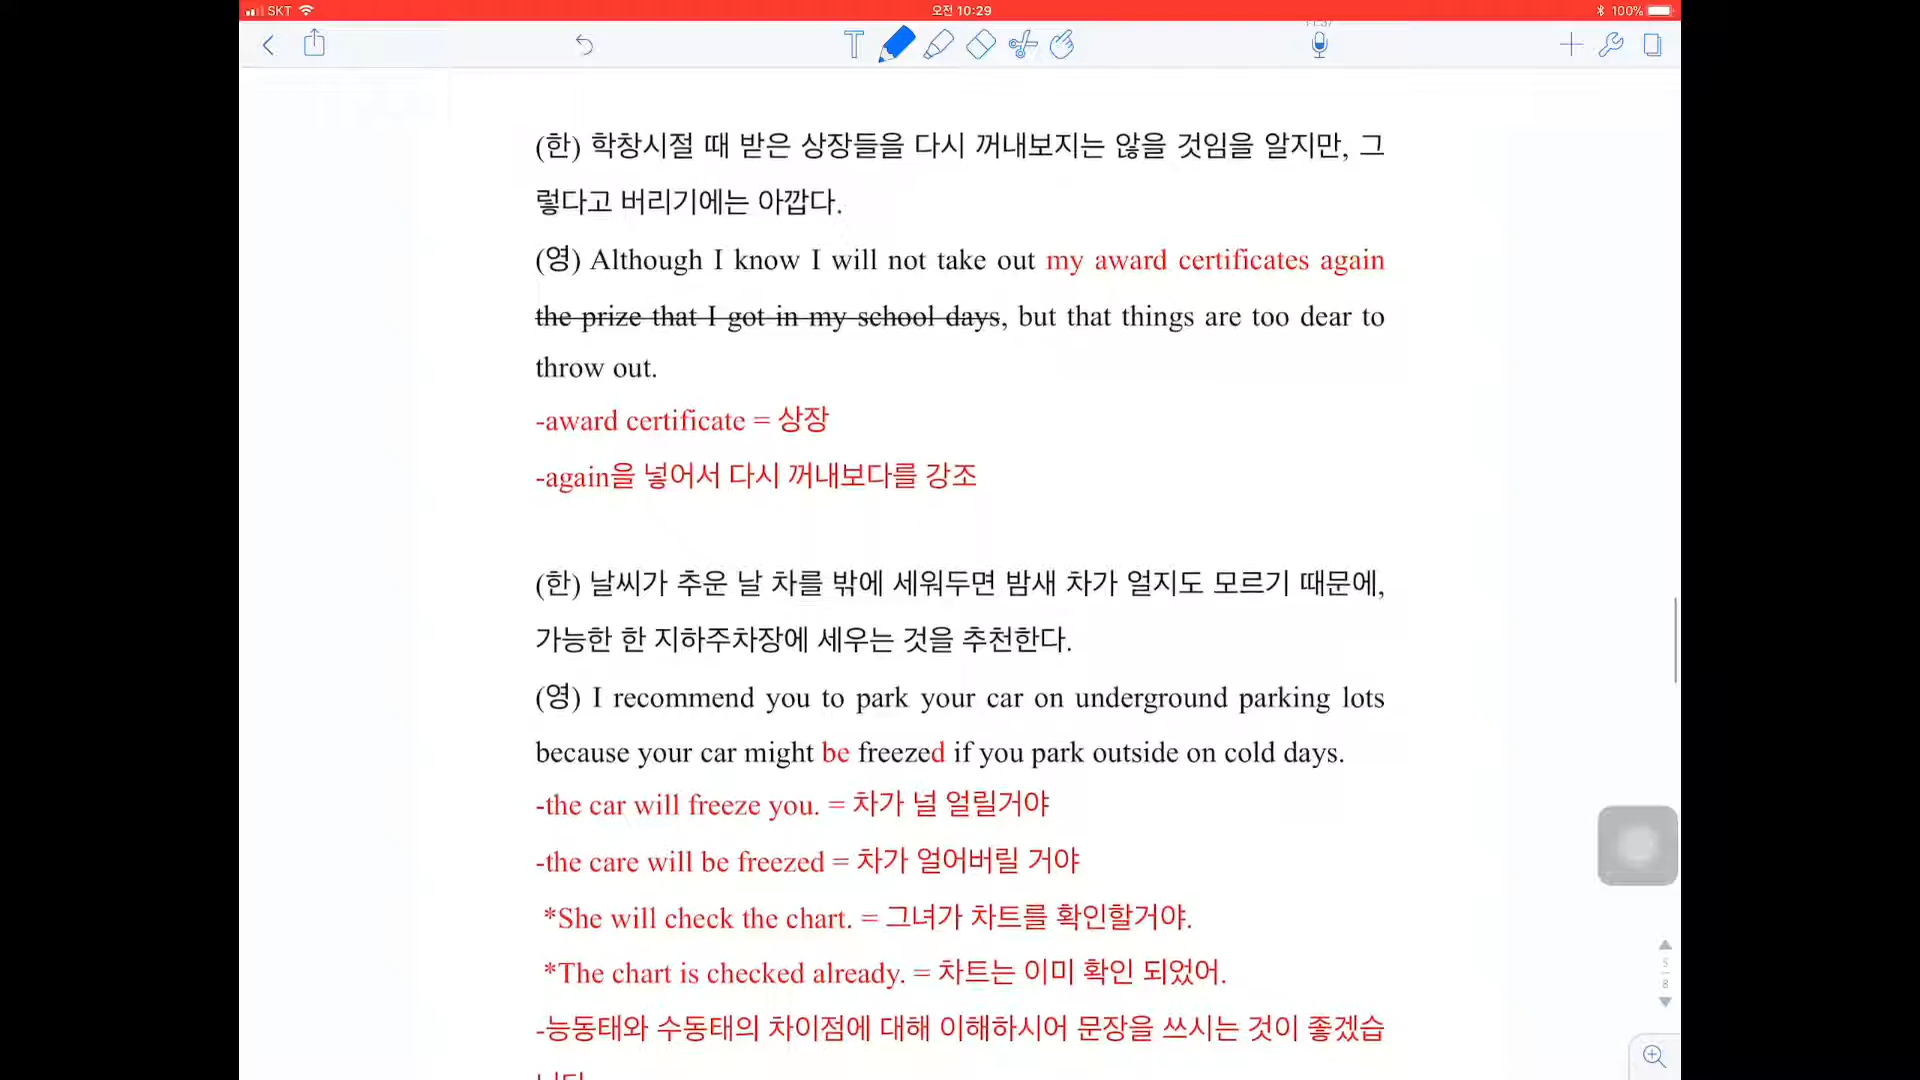 SKT
오전 10:29
100%
(한) 학창시절 때 받은 상장들을 다시 꺼내보지는 않을 것임을 알지만, 그
렇다고 버리기에는 아깝다.
(영) Although I know I will not take out my award certificates again
the prize that I got in my school days, but that things are too dear to
throw out.
-award certificate = 상장
-again을 넣어서 다시 꺼내보다를 강조
(한) 날씨가 추운 날 차를 밖에 세워두면 밤새 차가 얼지도 모르기 때문에,
가능한 한 지하주차장에 세우는 것을 추천한다.
(영) I recommend you to park your car on underground parking lots
because your car might be freezed if you park outside on cold days.
-the car will freeze you. = 차가 널 얼릴거야
-the care will be freezed = 차가 얼어버릴 거야
*She will check the chart. = 그녀가 차트를 확인할거야.
*The chart is checked already. = 차트는 이미 확인 되었어.
-능동태와 수동태의 차이점에 대해 이해하시어 문장을 쓰시는 것이 좋겠습
5
8